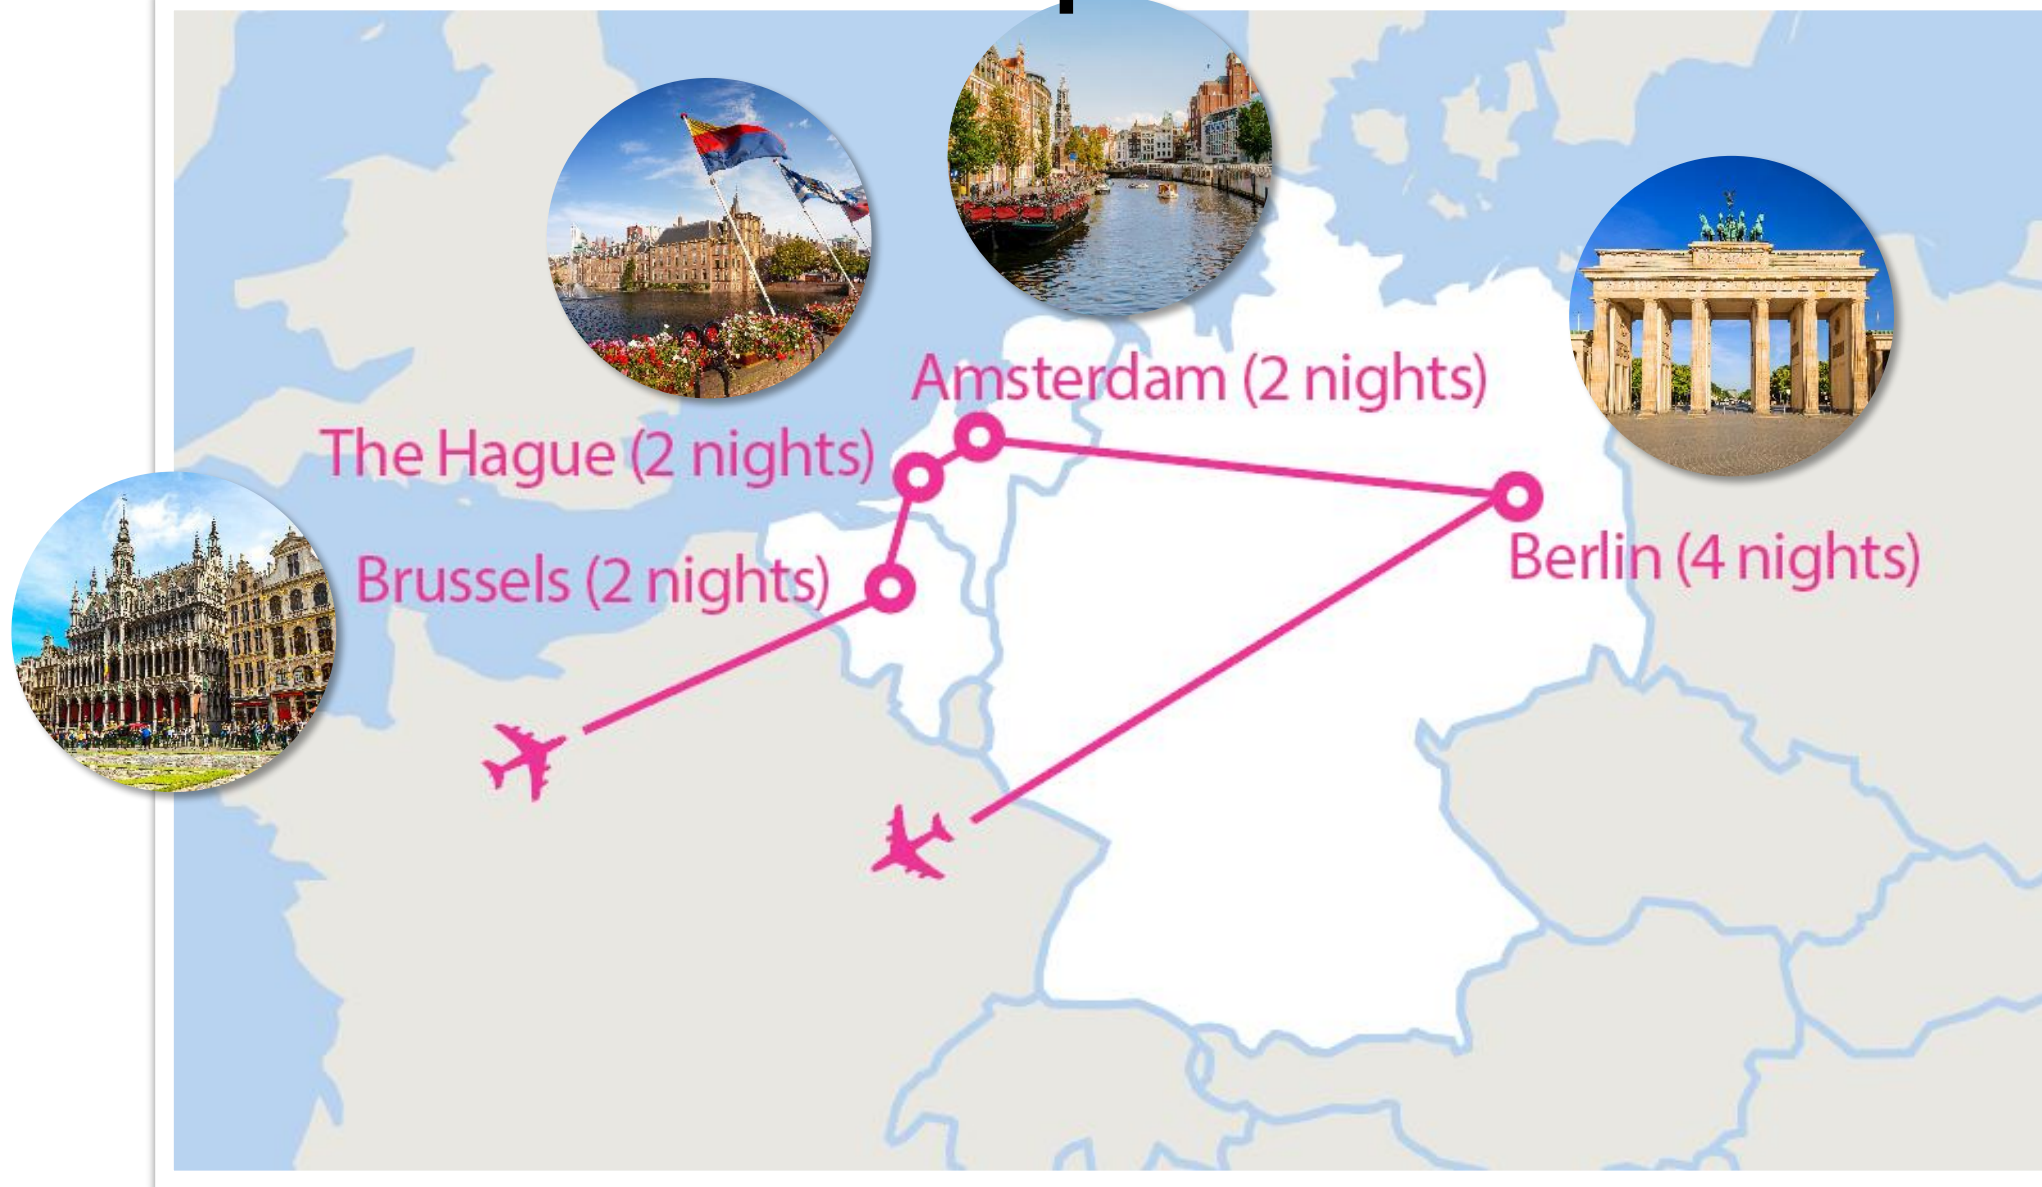 Amsterdam (2 nights)
The Hague (2 nights)
Berlin (4 nights)
Brussels (2 nights)